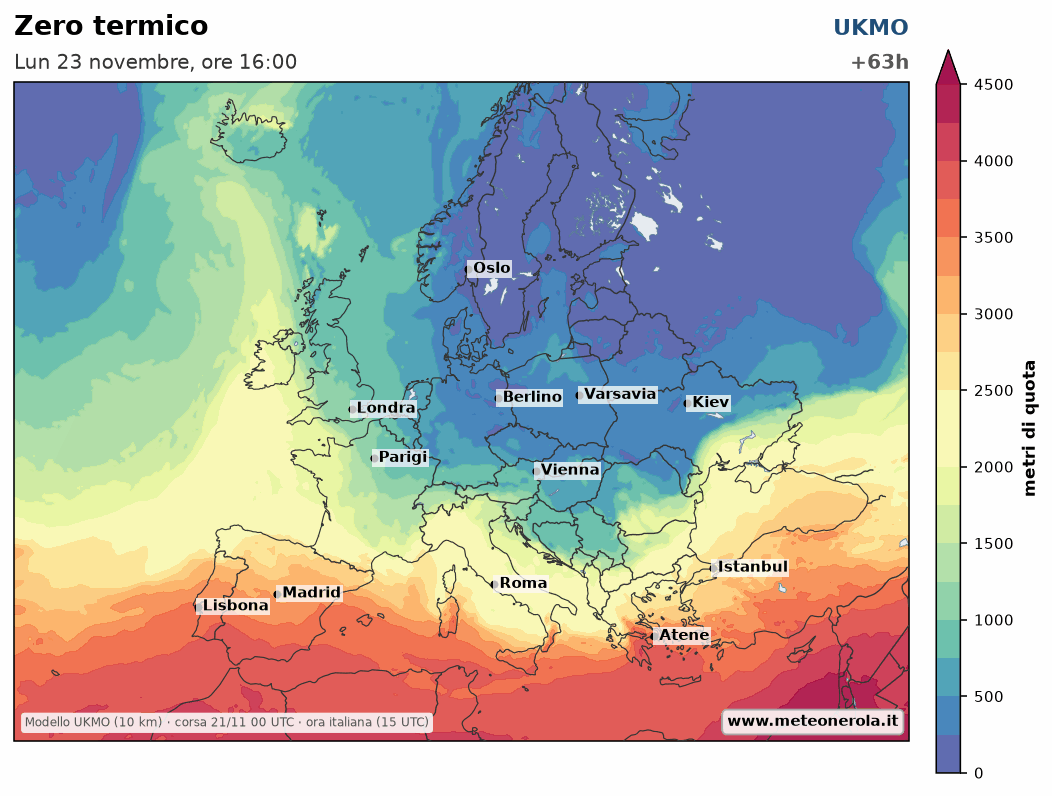 Zero termico
UKMO
Lun 23 novembre, ore 16:00
+63h
4500
4000
3500
3000
2500
2000
1500
1000
500
0
metri di quota
Oslo
Berlino
Varsavia
Kiev
Londra
Parigi
Vienna
Istanbul
Roma
Madrid
Lisbona
Atene
Modello UKMO (10 km) · corsa 21/11 00 UTC · ora italiana (15 UTC)
www.meteonerola.it